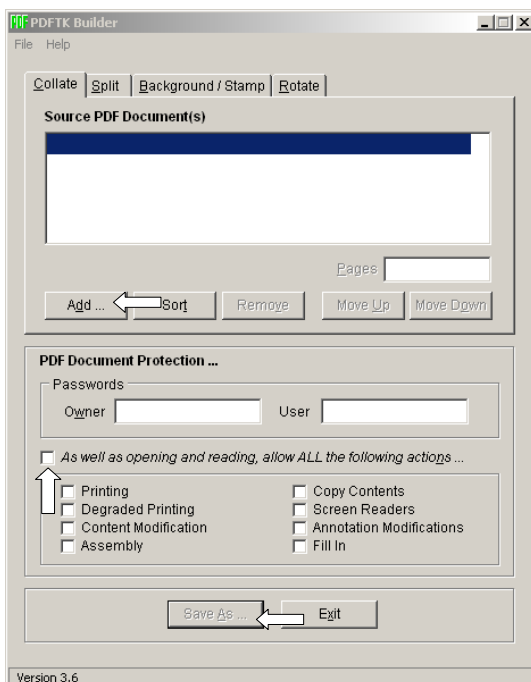 PDF PDFTK Builder
File Help
Collate Split Background / Stamp Rotate
Source PDF Document(s)
Pages
Add ... Sort Remove Move Up Move Down
PDF Document Protection ...
Passwords
Owner User
As well as opening and reading, allow ALL the following actions ...
Printing Copy Contents
Degraded Printing Screen Readers
Content Modification Annotation Modifications
Assembly Fill In
Save As ... Exit
Version 3.6